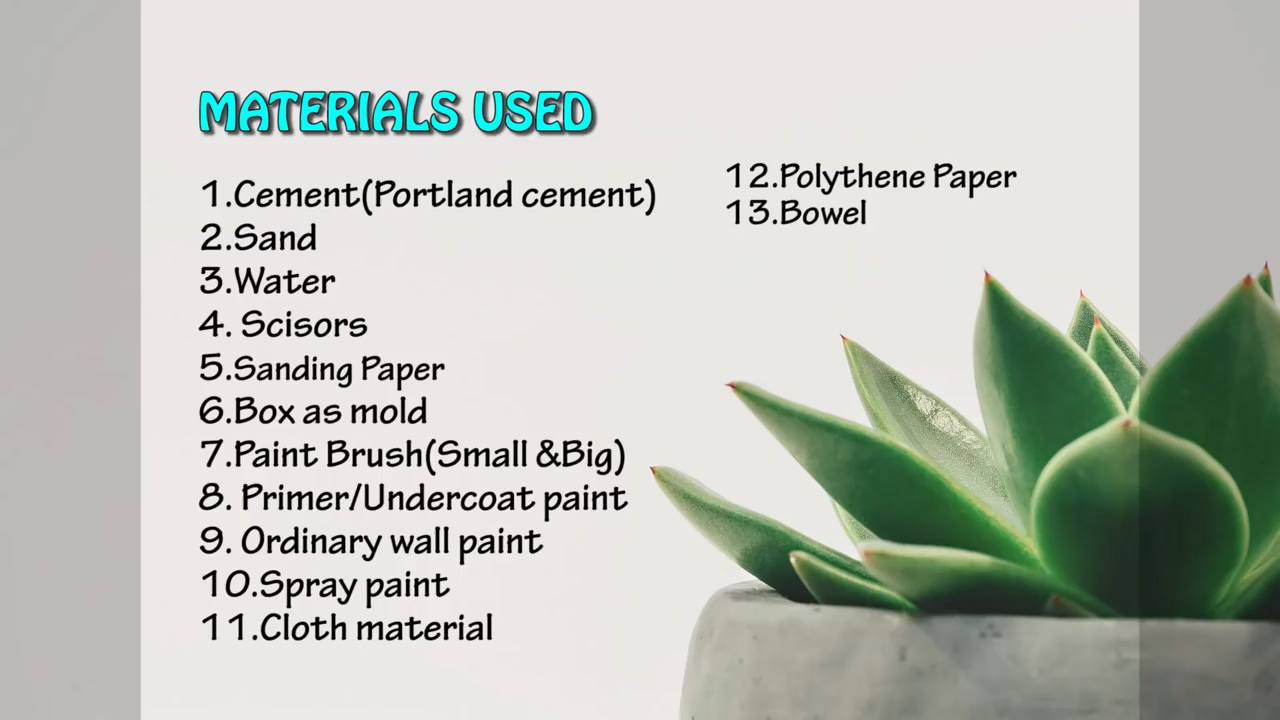 MATERIALS USED
1.Cement(Portland cement)
2.Sand
3.Water
4. Scisors
5.Sanding Paper
6.Box as mold
7.Paint Brush(Small &Big)
8. Primer/Undercoat paint
9. Ordinary wall paint
10.Spray paint
11.Cloth material
12.Polythene Paper
13.Bowel